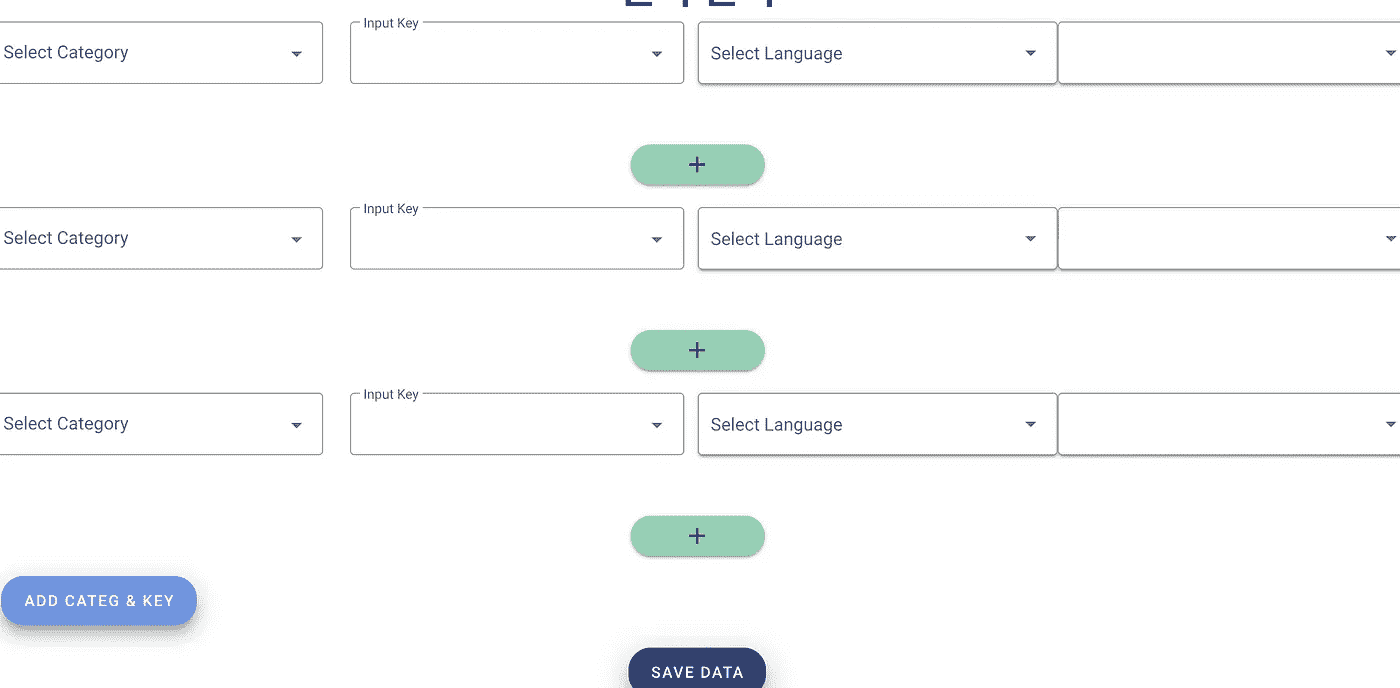 Input Key
Select Category
Select Language
+
Input Key
Select Category
Select Language
+
Input Key
Select Category
Select Language
+
ADD CATEG & KEY
SAVE DATA